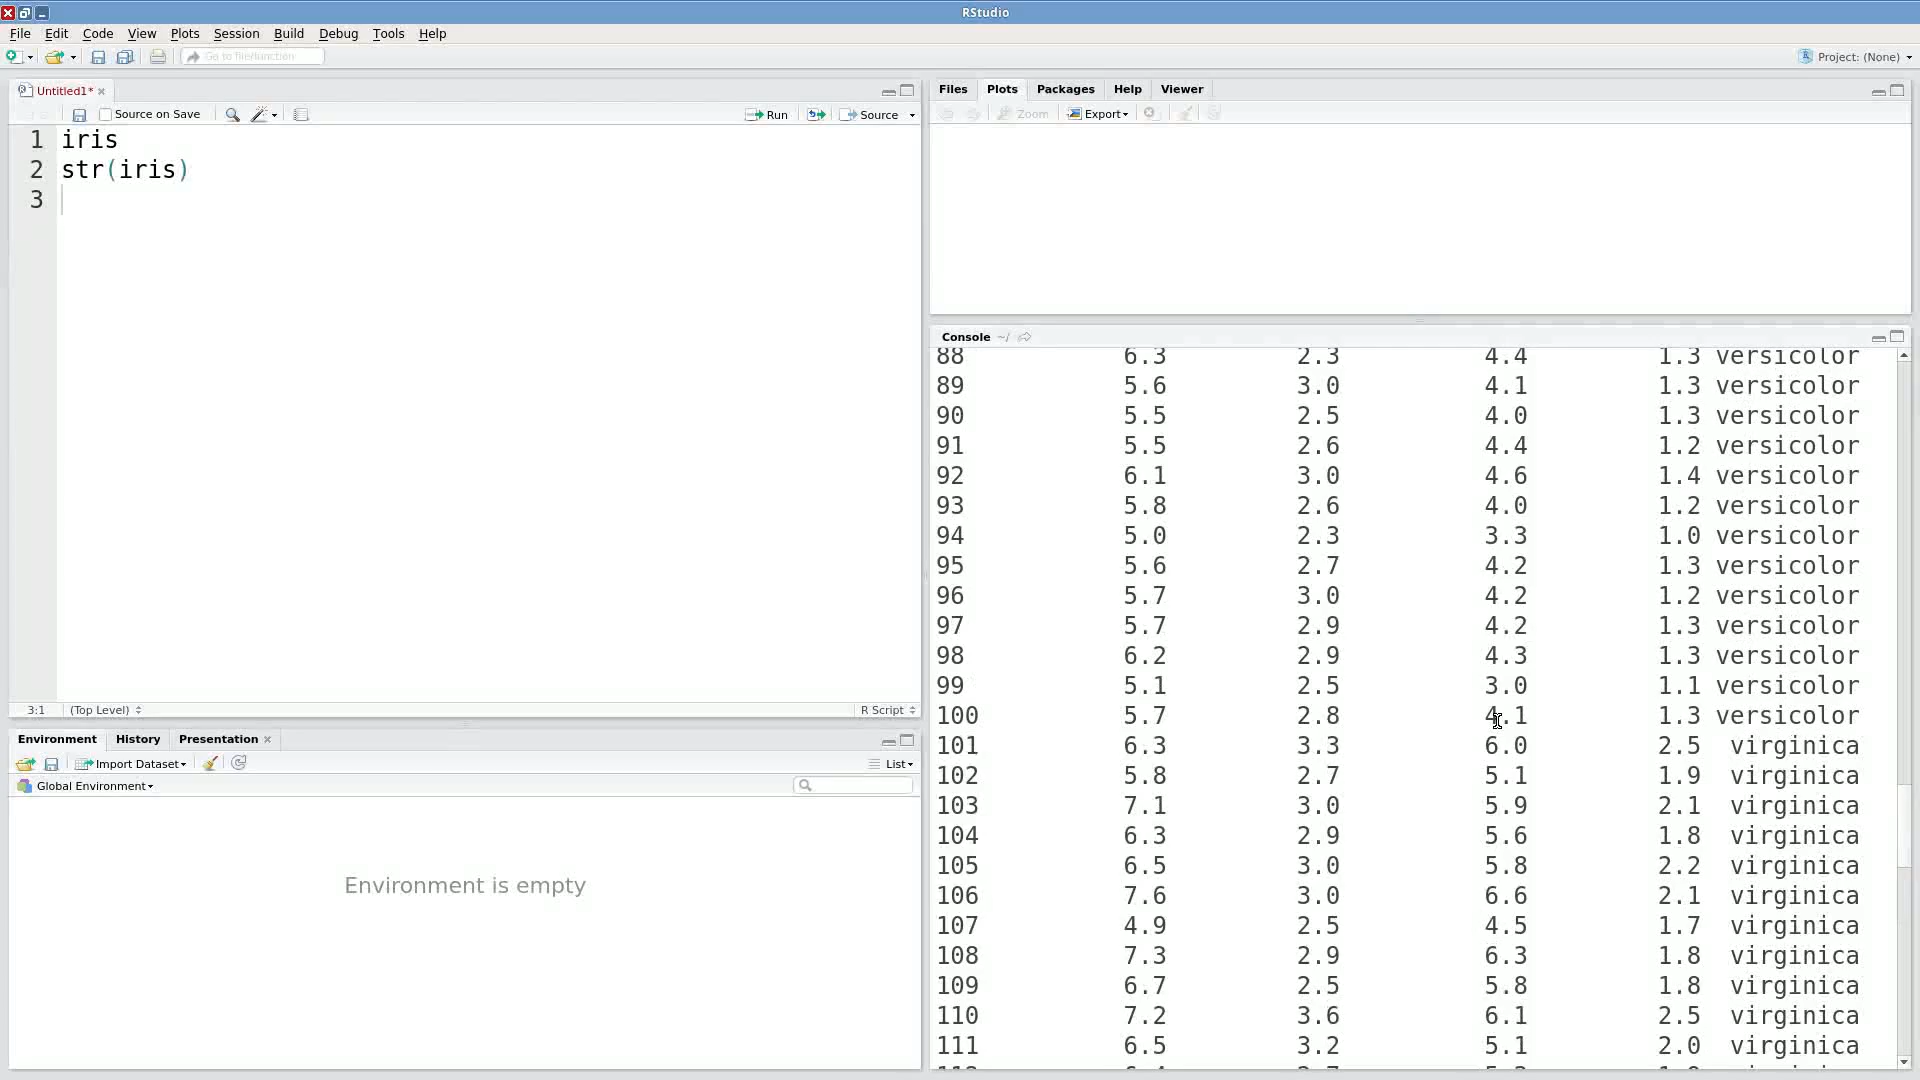 RStudio
File Edit Code View Plots Session Build Debug Tools Help
Go to file/function Project: (None)
Untitled1*
Source on Save Run Source
1 iris
2 str(iris)
3
3:1 (Top Level) R Script
Environment History Presentation
Import Dataset List
Global Environment
Environment is empty
Files Plots Packages Help Viewer
Zoom Export
Console ~/
88 6.3 2.3 4.4 1.3 versicolor
89 5.6 3.0 4.1 1.3 versicolor
90 5.5 2.5 4.0 1.3 versicolor
91 5.5 2.6 4.4 1.2 versicolor
92 6.1 3.0 4.6 1.4 versicolor
93 5.8 2.6 4.0 1.2 versicolor
94 5.0 2.3 3.3 1.0 versicolor
95 5.6 2.7 4.2 1.3 versicolor
96 5.7 3.0 4.2 1.2 versicolor
97 5.7 2.9 4.2 1.3 versicolor
98 6.2 2.9 4.3 1.3 versicolor
99 5.1 2.5 3.0 1.1 versicolor
100 5.7 2.8 4.1 1.3 versicolor
101 6.3 3.3 6.0 2.5 virginica
102 5.8 2.7 5.1 1.9 virginica
103 7.1 3.0 5.9 2.1 virginica
104 6.3 2.9 5.6 1.8 virginica
105 6.5 3.0 5.8 2.2 virginica
106 7.6 3.0 6.6 2.1 virginica
107 4.9 2.5 4.5 1.7 virginica
108 7.3 2.9 6.3 1.8 virginica
109 6.7 2.5 5.8 1.8 virginica
110 7.2 3.6 6.1 2.5 virginica
111 6.5 3.2 5.1 2.0 virginica